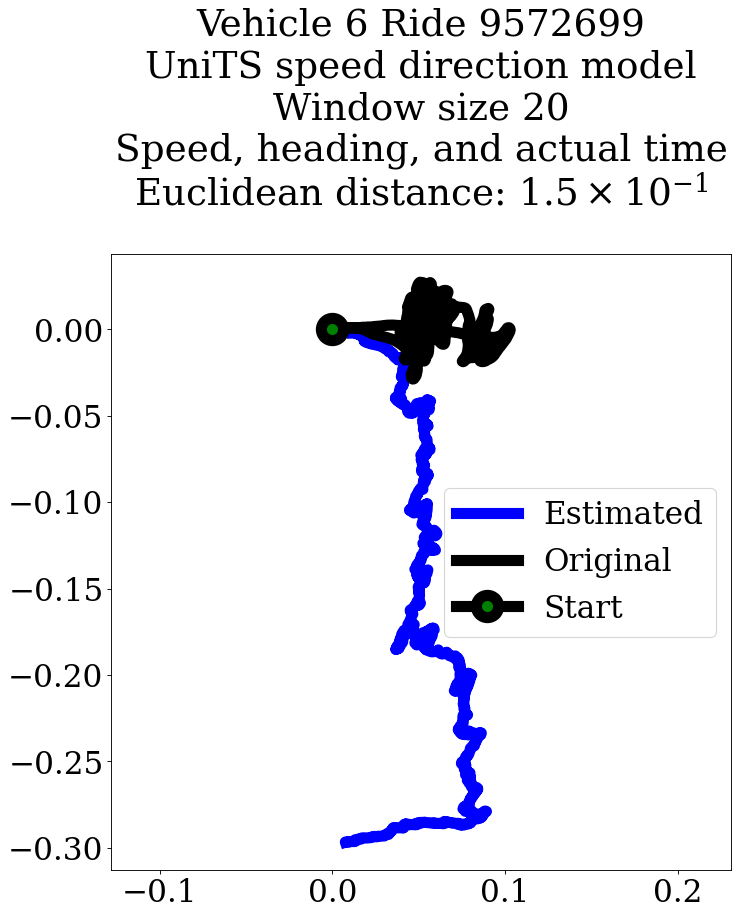 Vehicle 6 Ride 9572699
UniTS speed direction model
Window size 20
Speed, heading, and actual time
Euclidean distance: 1.5 × 10⁻¹
0.00
−0.05
−0.10
−0.15
−0.20
−0.25
−0.30
Estimated
Original
Start
−0.1
0.0
0.1
0.2